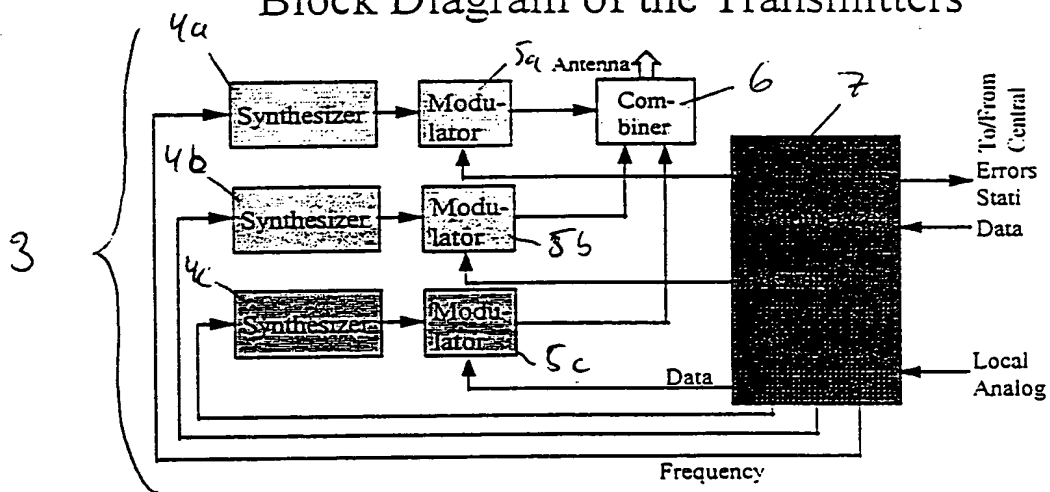 Block Diagram of the Transmitters
4a
5a
Antenna
6
7
To/From
Central
Synthesizer
Modu-
lator
Com-
biner
4b
Errors
Stati
Synthesizer
Modu-
lator
5b
Data
3
4c
Synthesizer
Modu-
lator
5c
Local
Analog
Data
Frequency